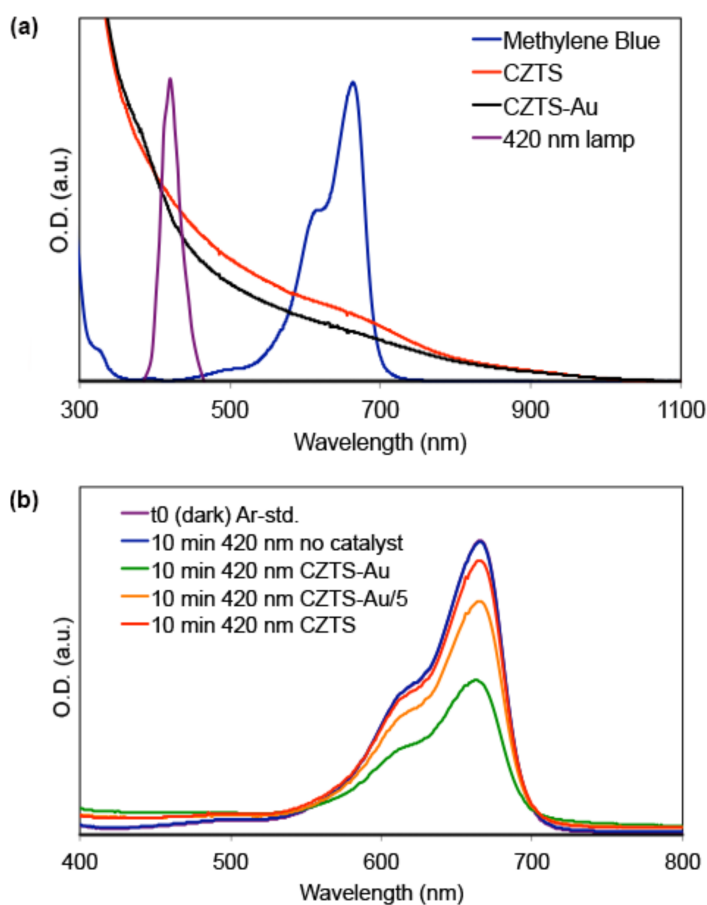 (a)
Methylene Blue
CZTS
CZTS-Au
420 nm lamp
O.D. (a.u.)
300 500 700 900 1100
Wavelength (nm)
(b)
t0 (dark) Ar-std.
10 min 420 nm no catalyst
10 min 420 nm CZTS-Au
10 min 420 nm CZTS-Au/5
10 min 420 nm CZTS
O.D. (a.u.)
400 500 600 700 800
Wavelength (nm)